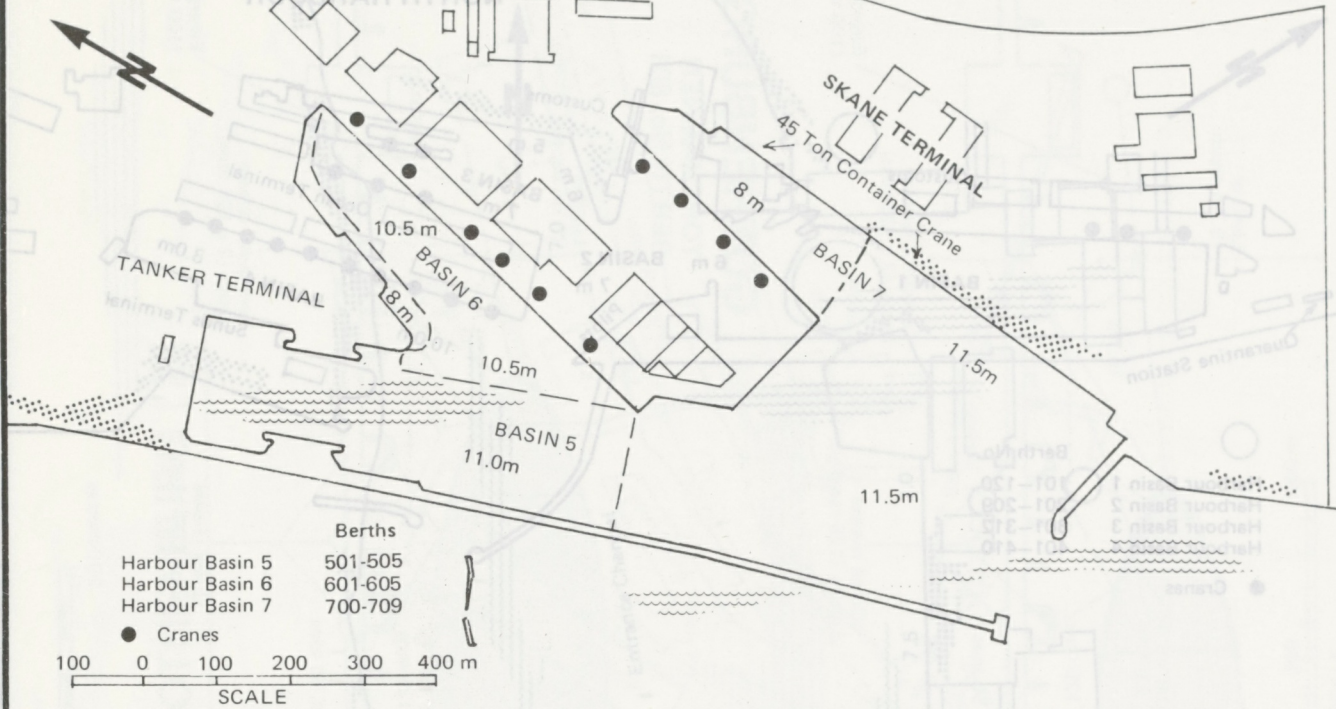 N
SKANE TERMINAL
45 Ton Container Crane
8 m
10.5 m
BASIN 6
BASIN 7
TANKER TERMINAL
8 m
10.5m
11.5m
BASIN 5
11.0m
11.5m
Berths
Harbour Basin 5 501-505
Harbour Basin 6 601-605
Harbour Basin 7 700-709
Cranes
100 0 100 200 300 400 m
SCALE